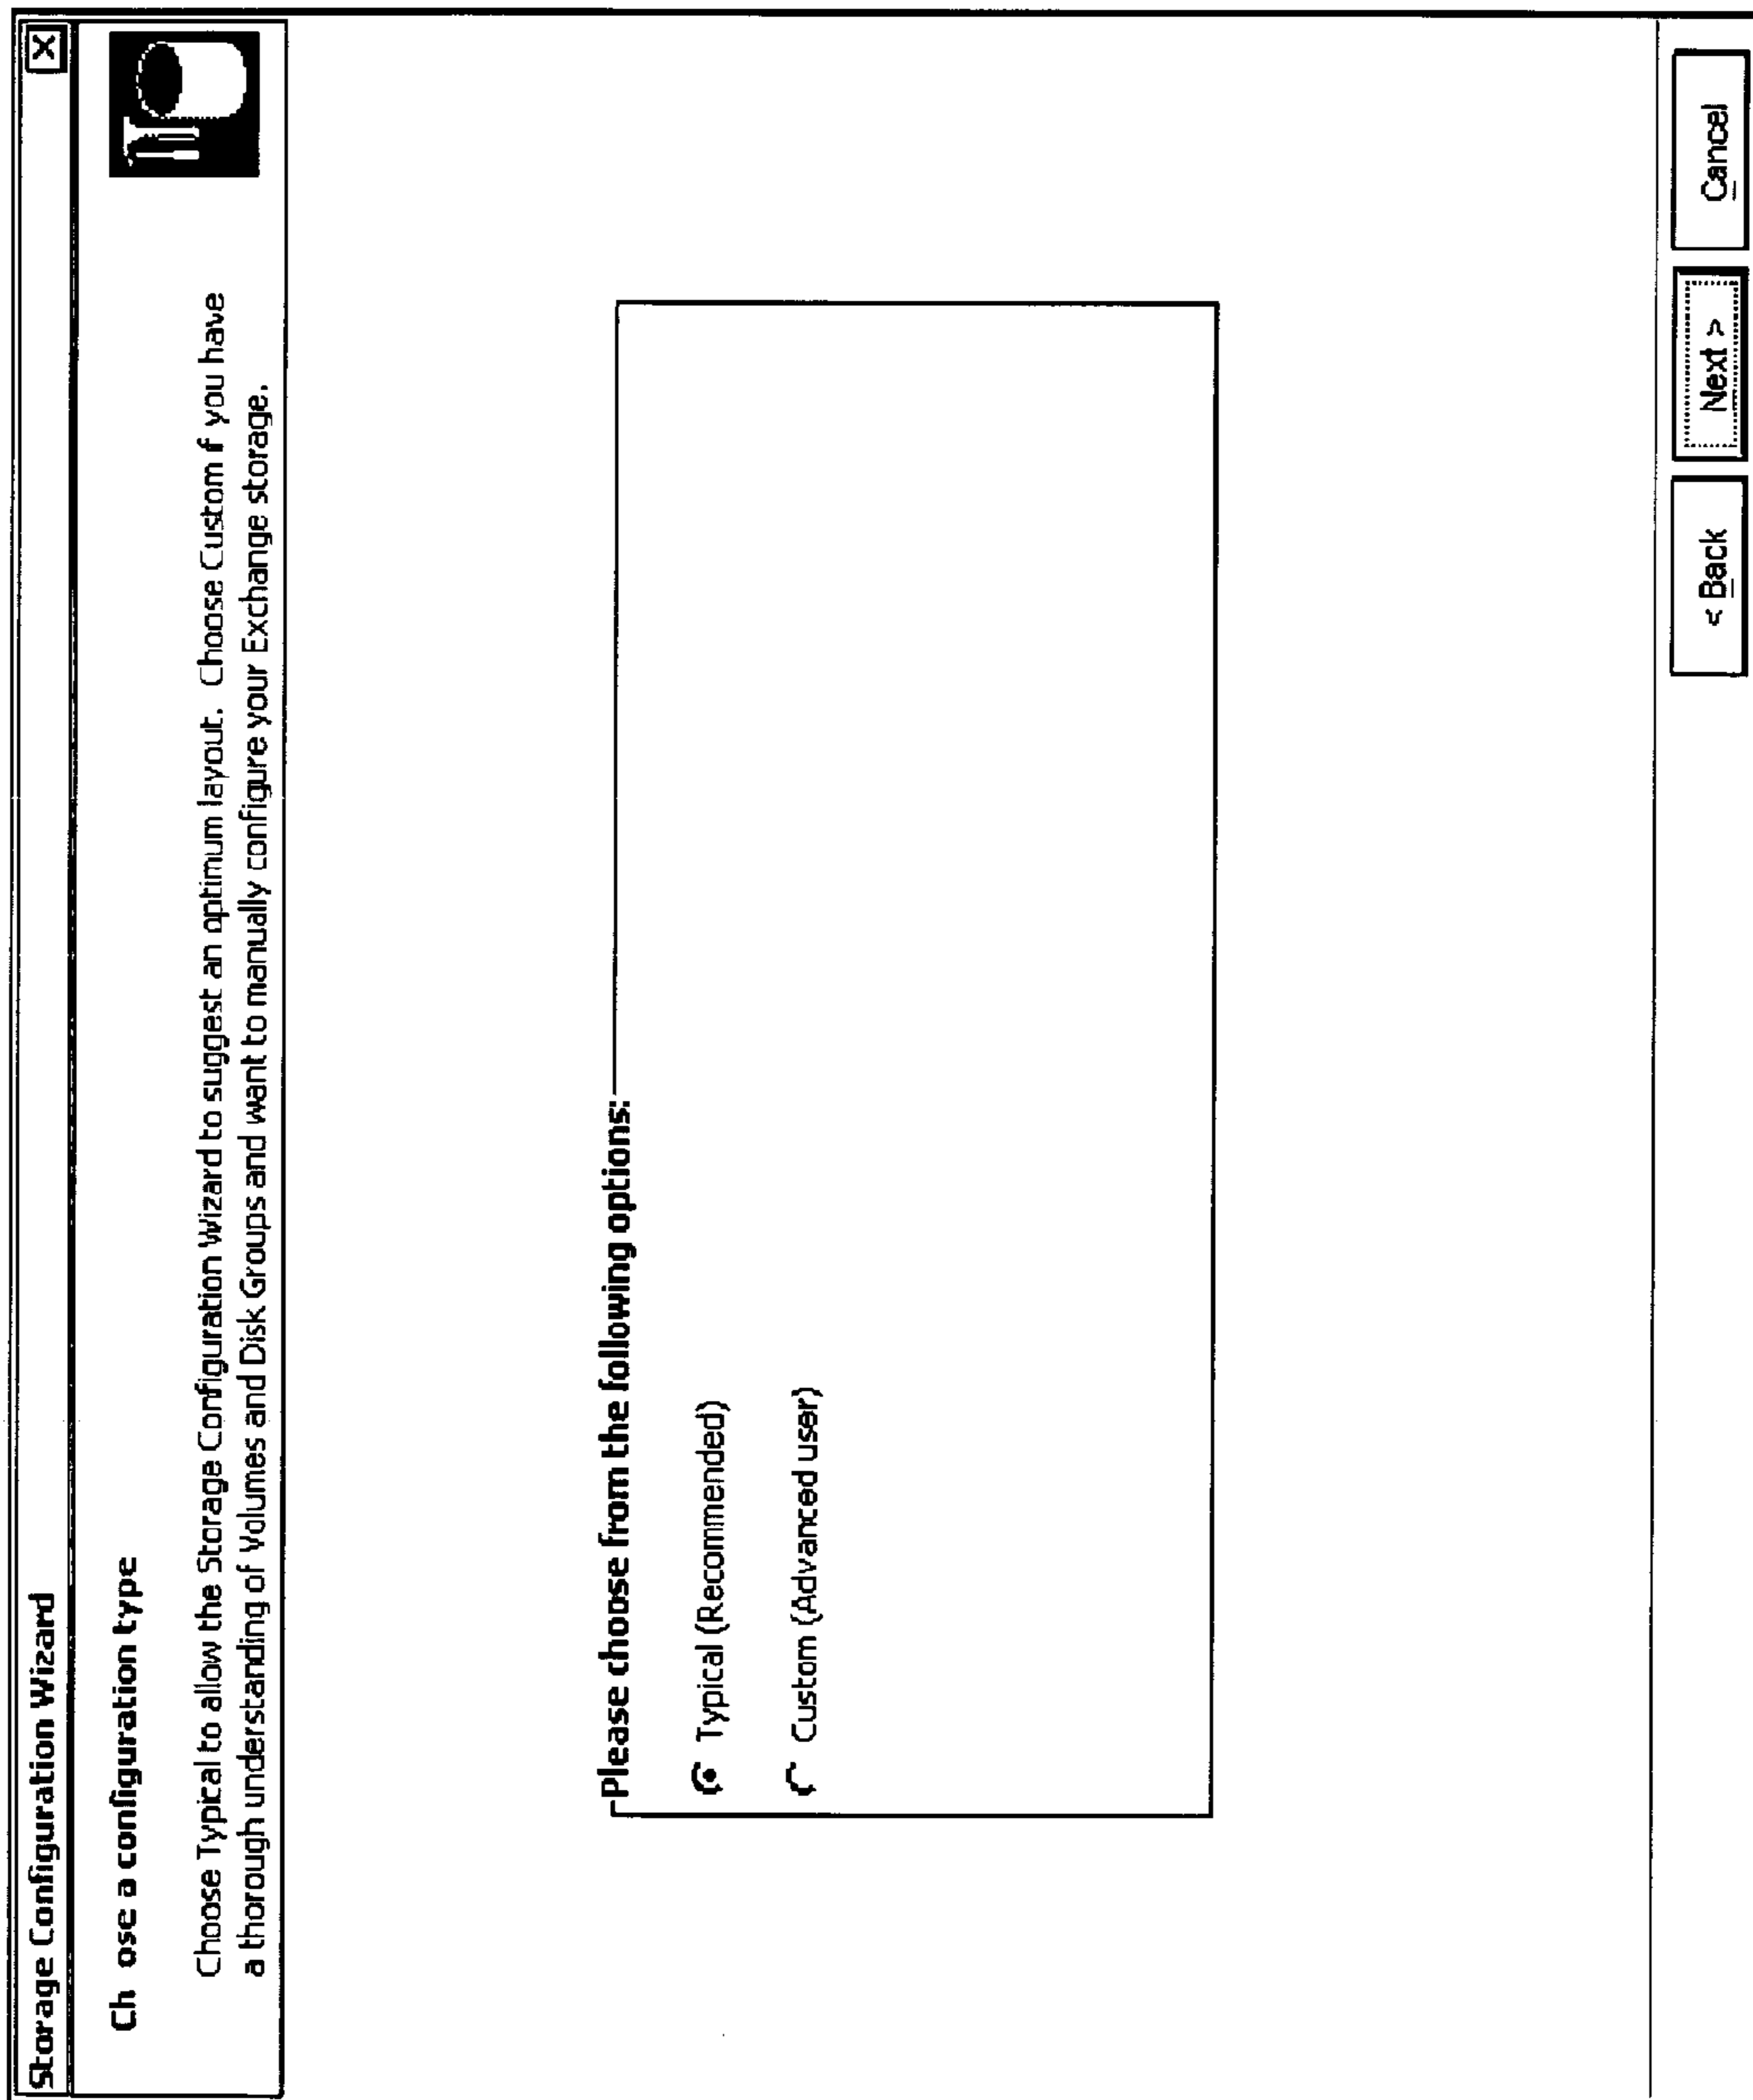 Storage Configuration Wizard
X
Ch ose a configuration type
Choose Typical to allow the Storage Configuration Wizard to suggest an optimum layout. Choose Custom f you have
a thorough understanding of Volumes and Disk Groups and want to manually configure your Exchange storage.
Please choose from the following options:
Typical (Recommended)
Custom (Advanced user)
< Back Next > Cancel